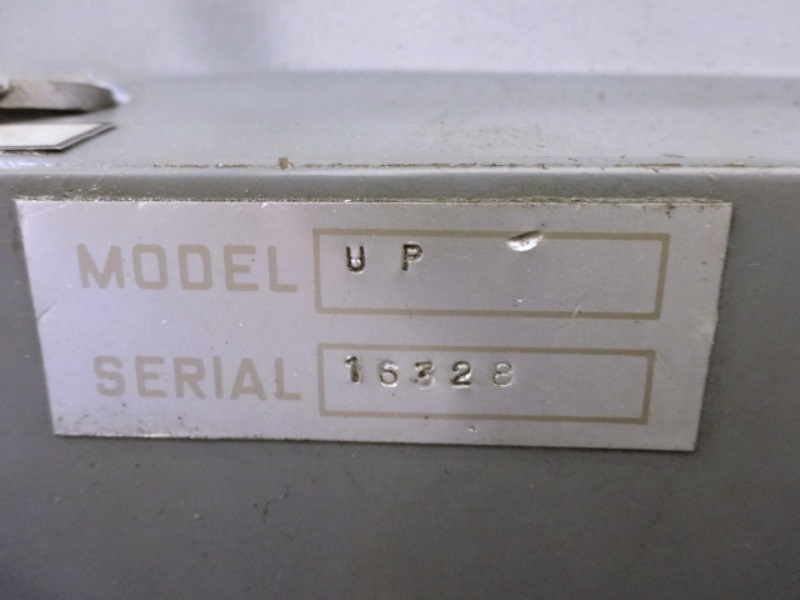 MODEL UP
SERIAL 16328